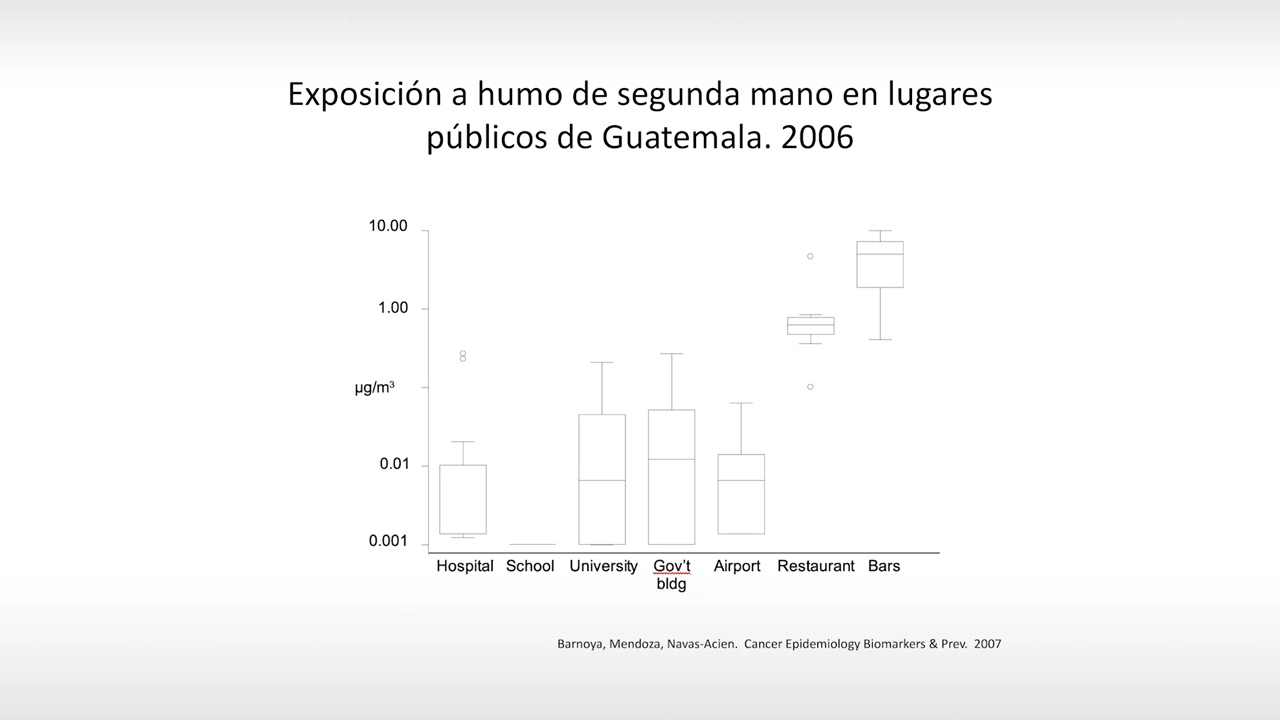 Exposición a humo de segunda mano en lugares
públicos de Guatemala. 2006
10.00
1.00
µg/m³
0.01
0.001
Hospital School University Gov't Airport Restaurant Bars
bldg
Barnoya, Mendoza, Navas-Acien. Cancer Epidemiology Biomarkers & Prev. 2007